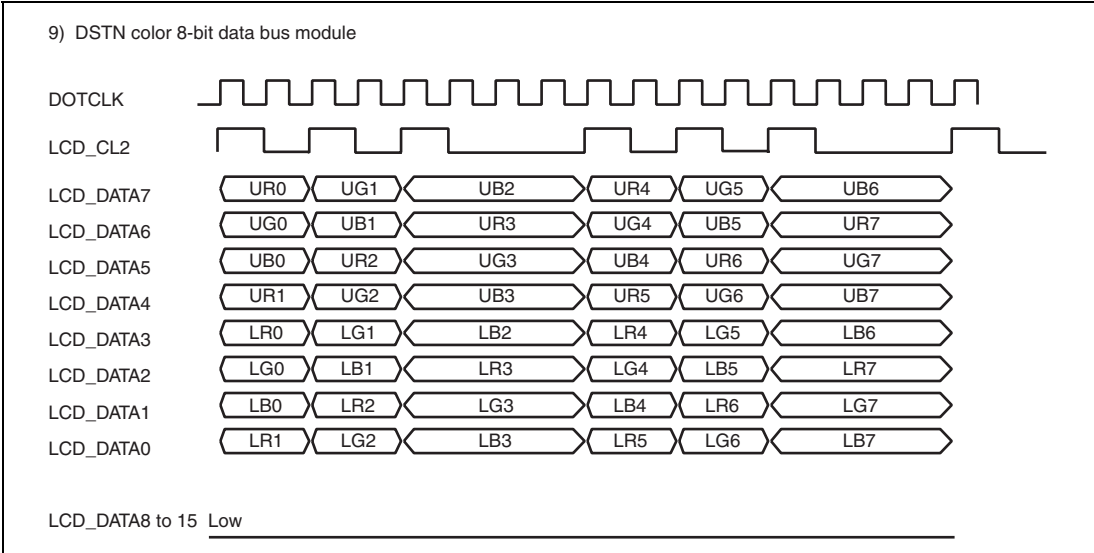 9) DSTN color 8-bit data bus module
DOTCLK
LCD_CL2
LCD_DATA7 UR0 UG1 UB2 UR4 UG5 UB6
LCD_DATA6 UG0 UB1 UR3 UG4 UB5 UR7
LCD_DATA5 UB0 UR2 UG3 UB4 UR6 UG7
LCD_DATA4 UR1 UG2 UB3 UR5 UG6 UB7
LCD_DATA3 LR0 LG1 LB2 LR4 LG5 LB6
LCD_DATA2 LG0 LB1 LR3 LG4 LB5 LR7
LCD_DATA1 LB0 LR2 LG3 LB4 LR6 LG7
LCD_DATA0 LR1 LG2 LB3 LR5 LG6 LB7
LCD_DATA8 to 15 Low